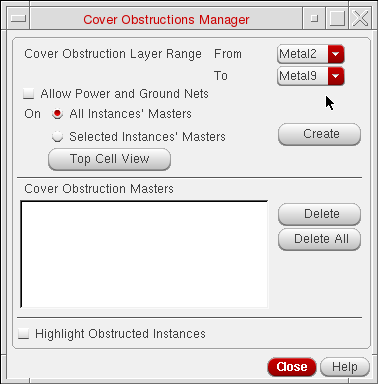 Cover Obstructions Manager
Cover Obstruction Layer Range From Metal2
To Metal9
Allow Power and Ground Nets
On All Instances' Masters
Selected Instances' Masters
Create
Top Cell View
Cover Obstruction Masters
Delete
Delete All
Highlight Obstructed Instances
Close Help